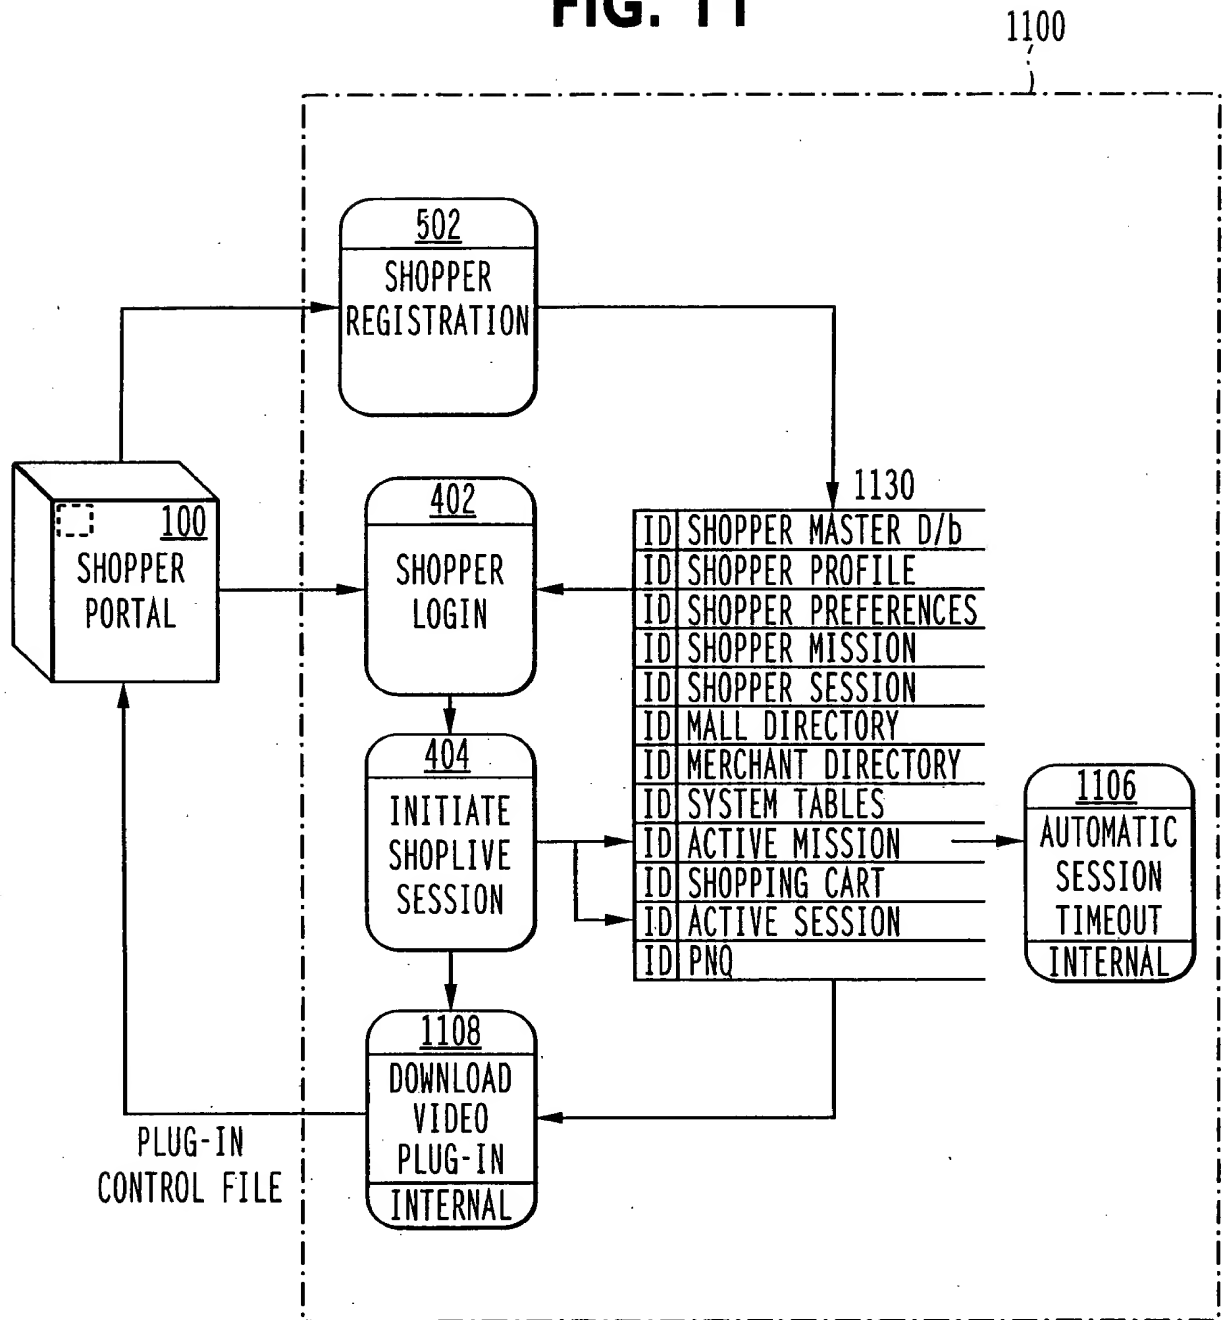 FIG. 11
1100
502
SHOPPER
REGISTRATION
100
SHOPPER
PORTAL
402
SHOPPER
LOGIN
404
INITIATE
SHOPLIVE
SESSION
1130
ID SHOPPER MASTER D/b
ID SHOPPER PROFILE
ID SHOPPER PREFERENCES
ID SHOPPER MISSION
ID SHOPPER SESSION
ID MALL DIRECTORY
ID MERCHANT DIRECTORY
ID SYSTEM TABLES
ID ACTIVE MISSION
ID SHOPPING CART
ID ACTIVE SESSION
ID PNQ
1106
AUTOMATIC
SESSION
TIMEOUT
INTERNAL
1108
DOWNLOAD
VIDEO
PLUG-IN
INTERNAL
PLUG-IN
CONTROL FILE